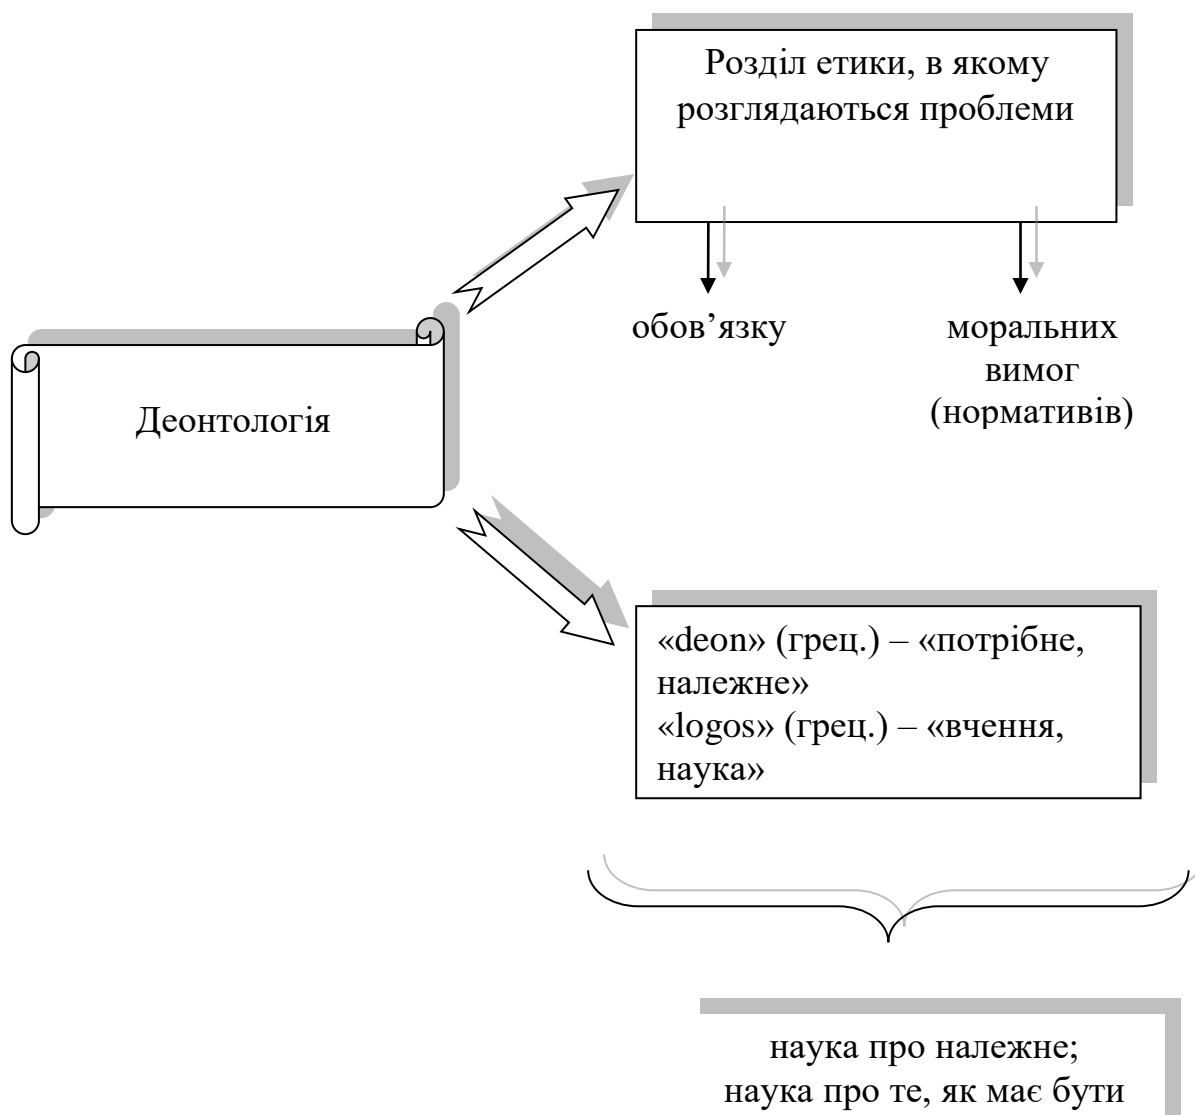 Розділ етики, в якому
розглядаються проблеми
обов’язку
моральних
вимог
(нормативів)
Деонтологія
«deon» (грец.) – «потрібне,
належне»
«logos» (грец.) – «вчення,
наука»
наука про належне;
наука про те, як має бути